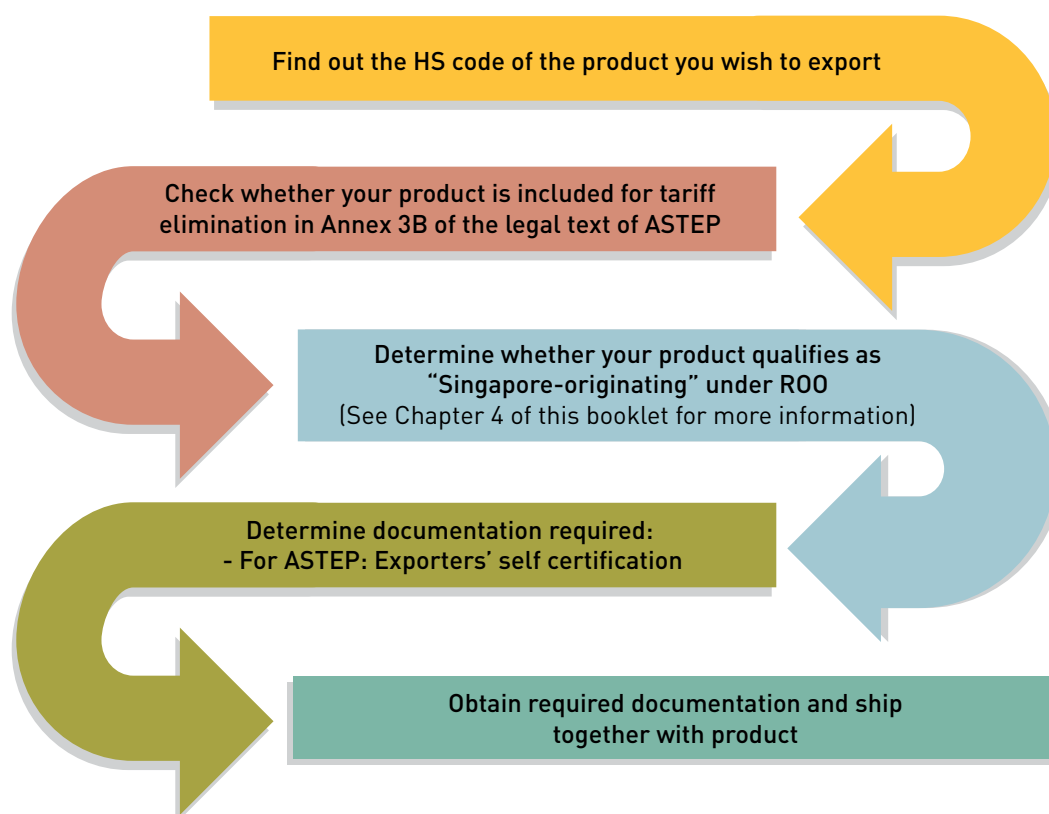 Find out the HS code of the product you wish to export
Check whether your product is included for tariff
elimination in Annex 3B of the legal text of ASTEP
Determine whether your product qualifies as
“Singapore-originating” under ROO
(See Chapter 4 of this booklet for more information)
Determine documentation required:
- For ASTEP: Exporters’ self certification
Obtain required documentation and ship
together with product